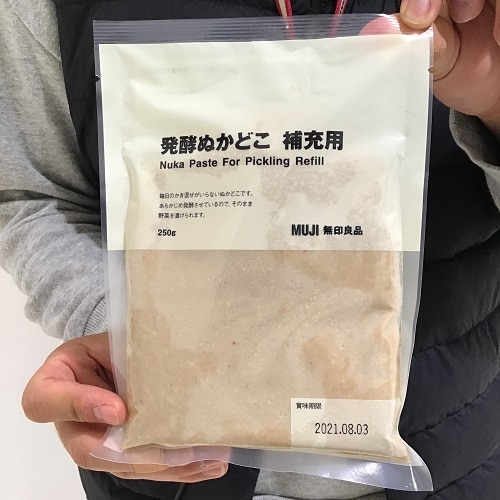 発酵ぬかどこ 補充用
Nuka Paste For Pickling Refill
毎日のかき混ぜがいらないぬかどこです。
あらかじめ発酵させているので、そのまま
野菜を漬けられます。
250g
MUJI 無印良品
賞味期限
2021.08.03